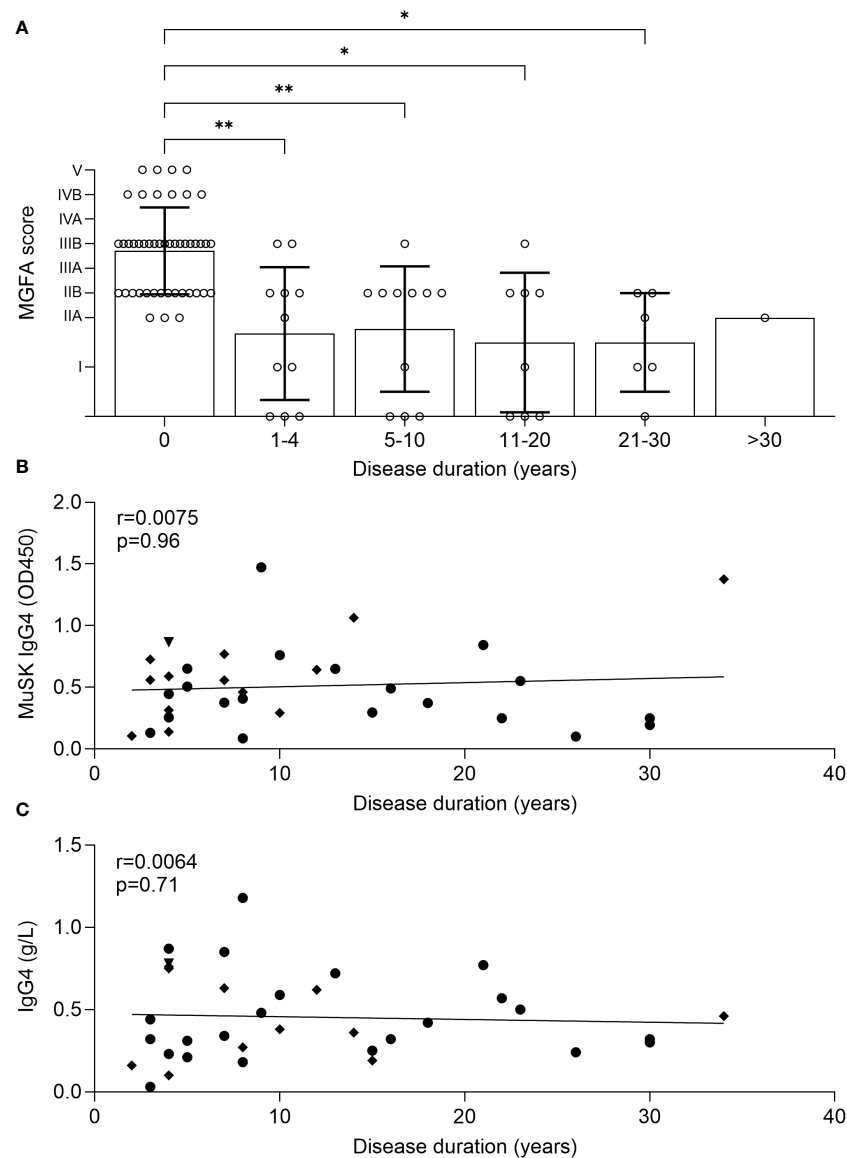 A
*
*
**
**
MGFA score
V
IVB
IVA
IIIB
IIIA
IIB
IIA
I
0 1-4 5-10 11-20 21-30 >30
Disease duration (years)
B
r=0.0075
p=0.96
MuSK IgG4 (OD450)
2.0
1.5
1.0
0.5
0.0
0 10 20 30 40
Disease duration (years)
C
r=0.0064
p=0.71
IgG4 (g/L)
1.5
1.0
0.5
0.0
0 10 20 30 40
Disease duration (years)